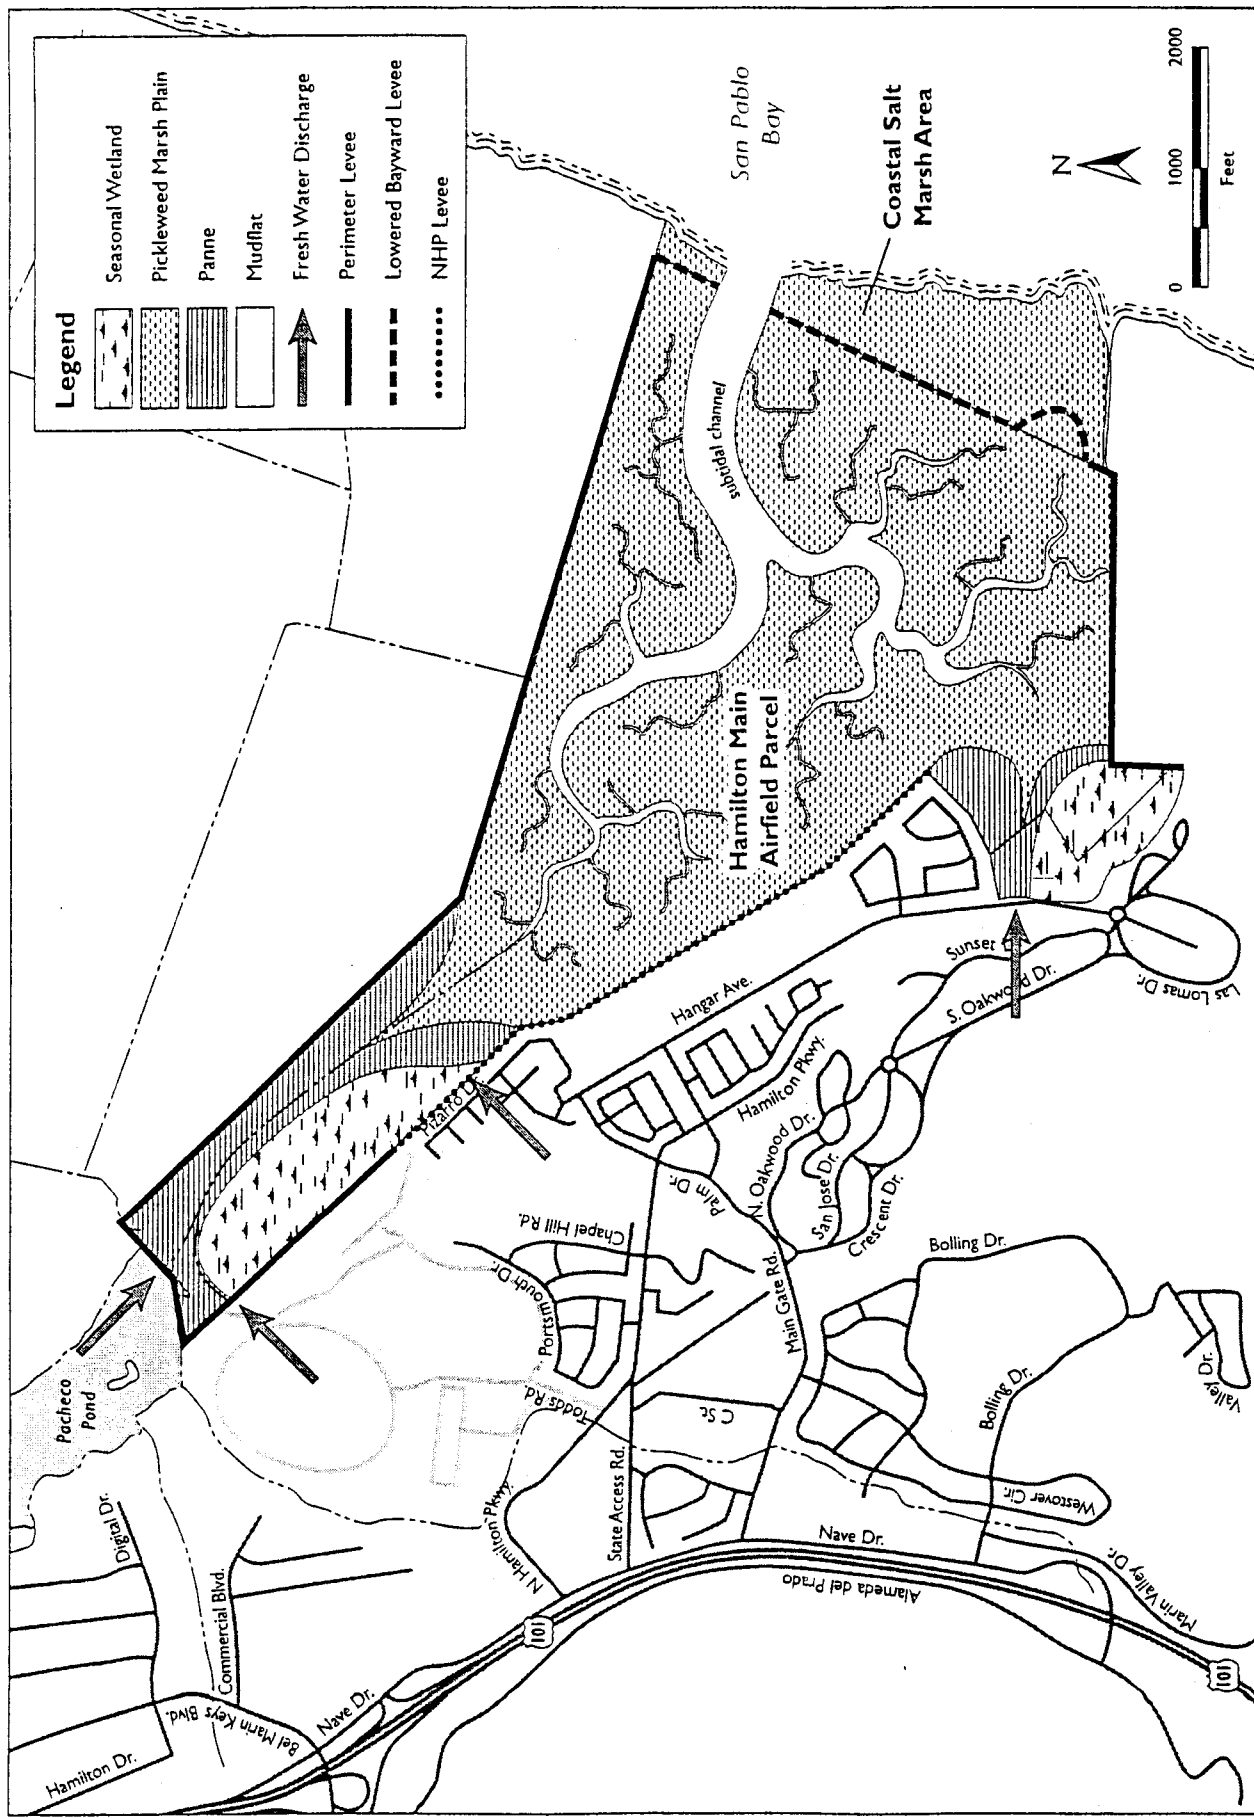 Legend
Seasonal Wetland
Pickleweed Marsh Plain
Panne
Mudflat
Fresh Water Discharge
Perimeter Levee
Lowered Bayward Levee
NHP Levee
San Pablo
Bay
Coastal Salt
Marsh Area
N
0 1000 2000
Feet
subtidal channel
Hamilton Main
Airfield Parcel
Pacheco
Pond
Pizarro Dr.
Hangar Ave.
Hamilton Pkwy.
Sunset
S. Oakwood Dr.
Las Lomas Dr.
N. Oakwood Dr.
San Jose Dr.
Crescent Dr.
Palm Dr.
Main Gate Rd.
Chapel Hill Rd.
Portsmouth Dr.
Todds Rd.
C St.
State Access Rd.
N Hamilton Pkwy.
Bolling Dr.
Bolling Dr.
Valley Dr.
Westover Cir.
Marin Valley Dr.
Nave Dr.
Alameda del Prado
101
101
Nave Dr.
Digital Dr.
Commercial Blvd.
Bel Marin Keys Blvd.
Hamilton Dr.